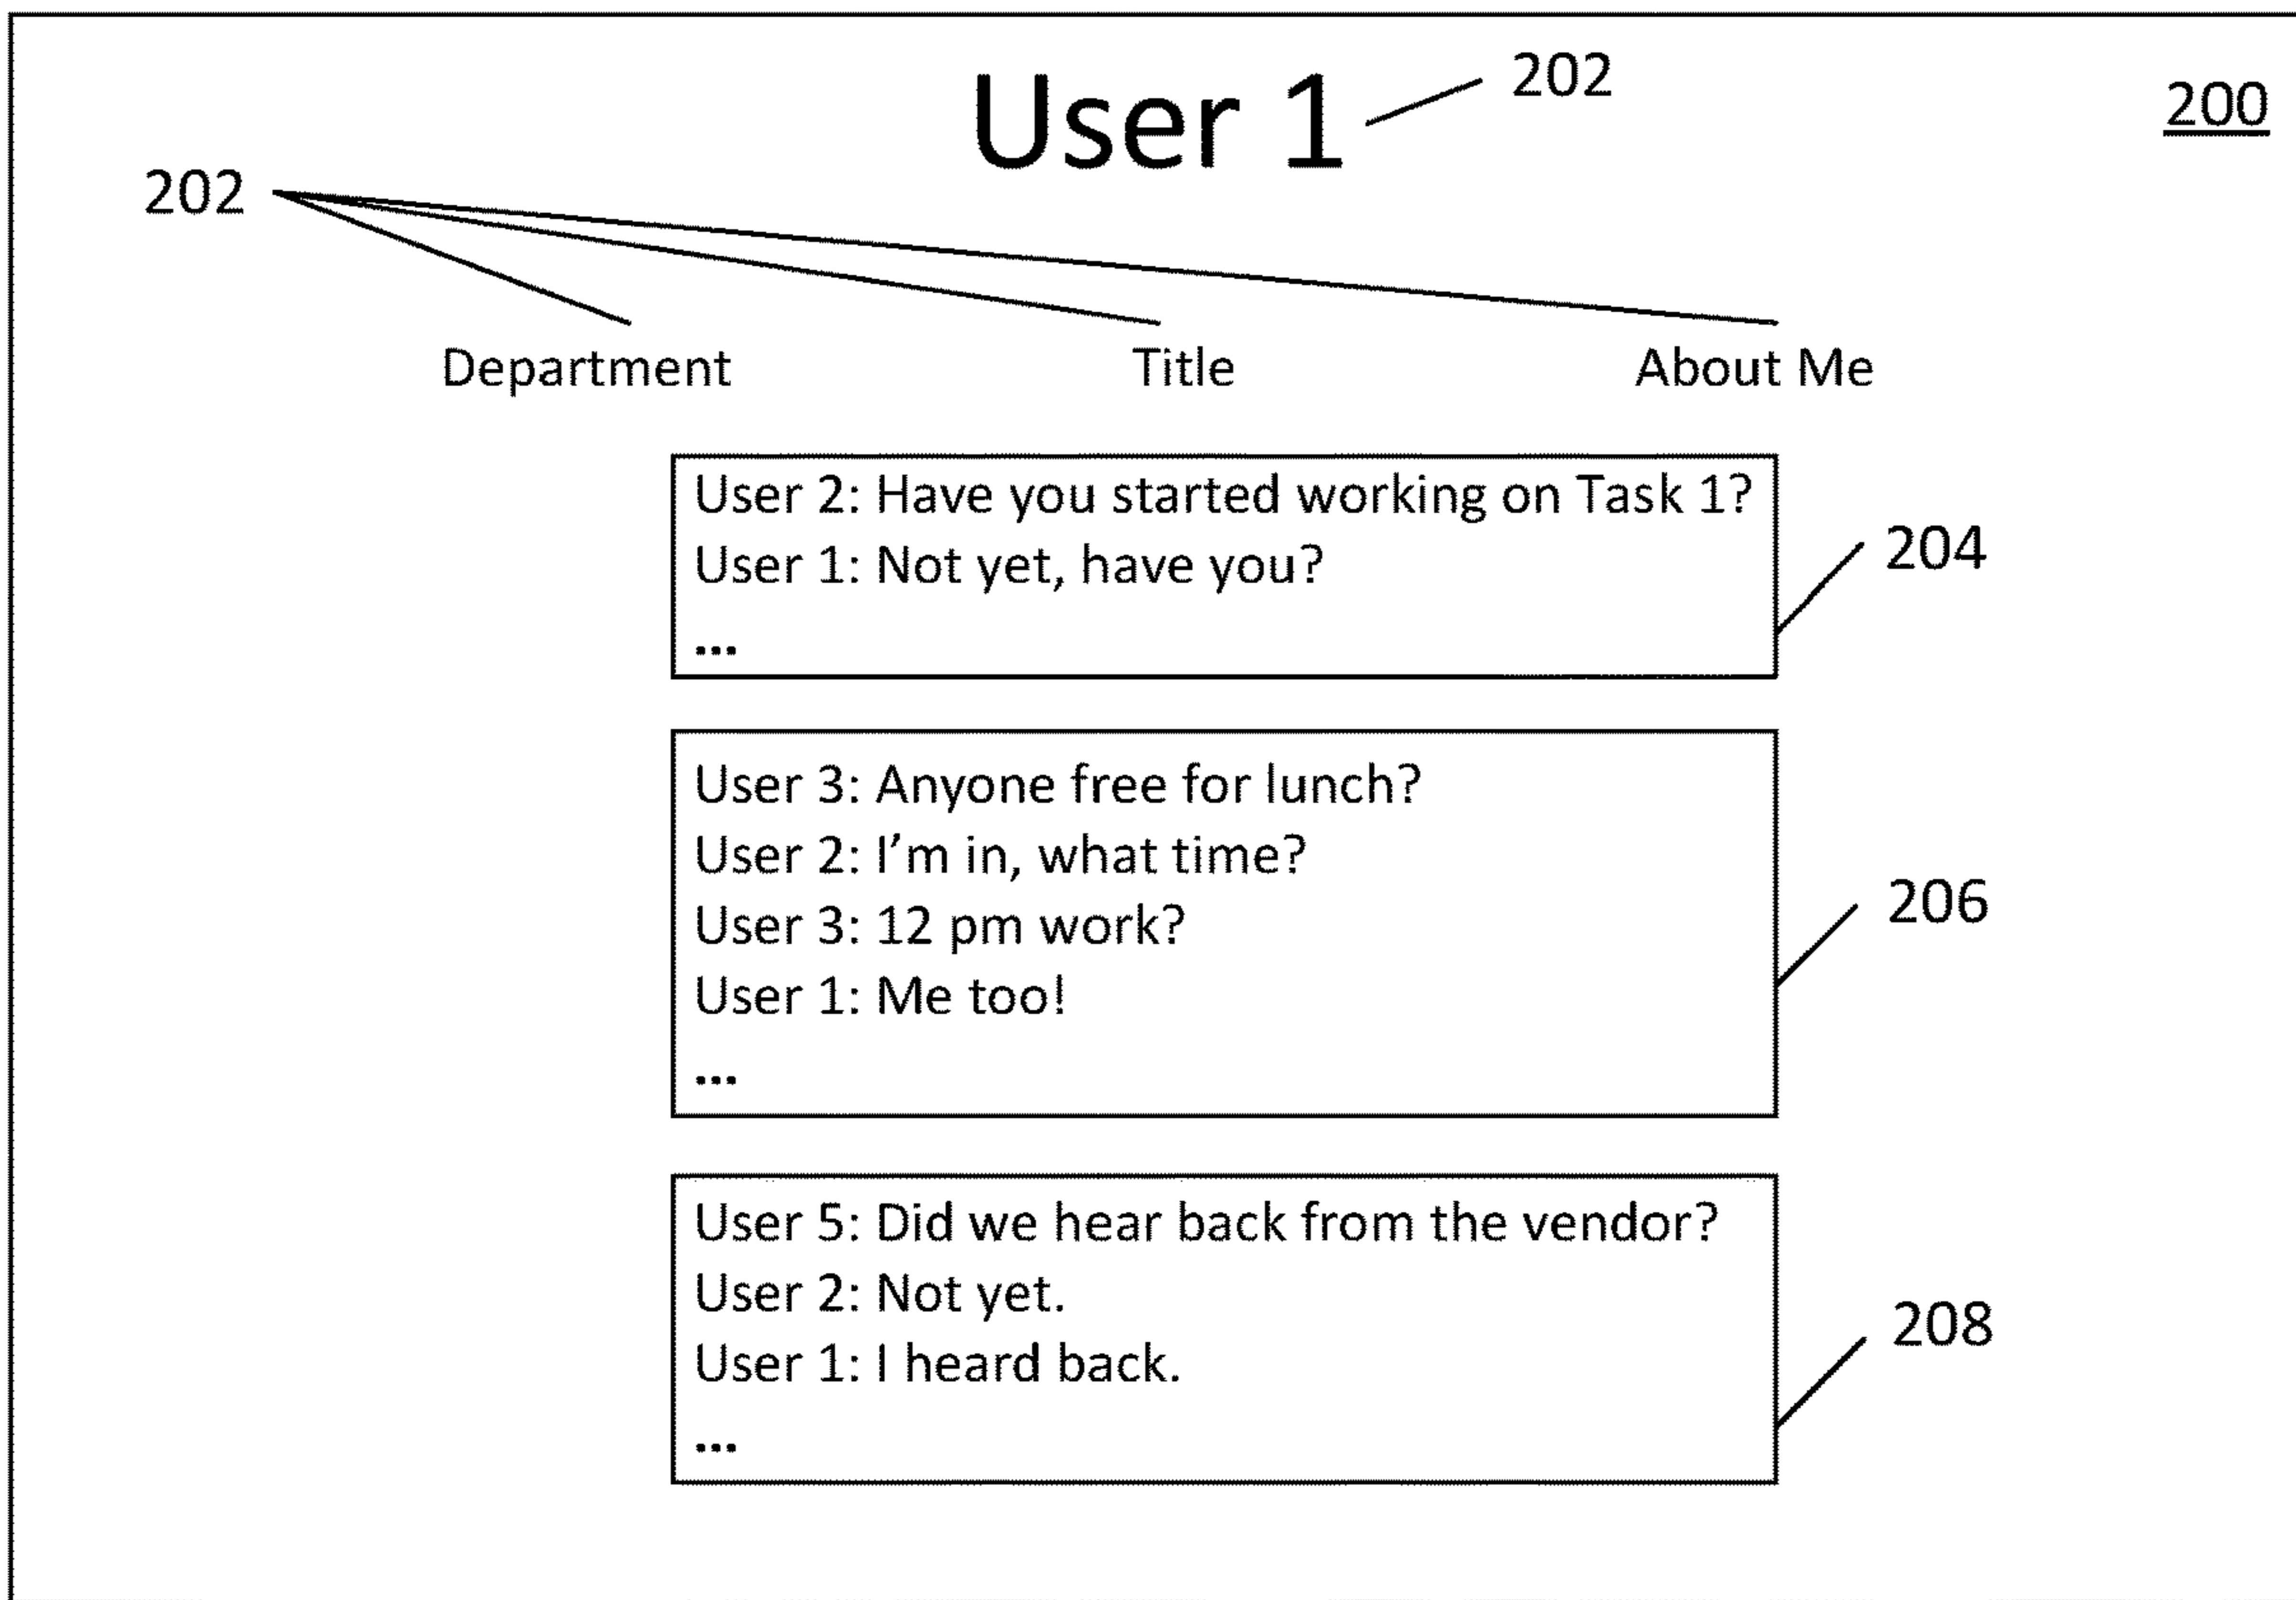 User 1
202
200
202
Department Title About Me
User 2: Have you started working on Task 1?
User 1: Not yet, have you?
...
204
User 3: Anyone free for lunch?
User 2: I'm in, what time?
User 3: 12 pm work?
User 1: Me too!
...
206
User 5: Did we hear back from the vendor?
User 2: Not yet.
User 1: I heard back.
...
208